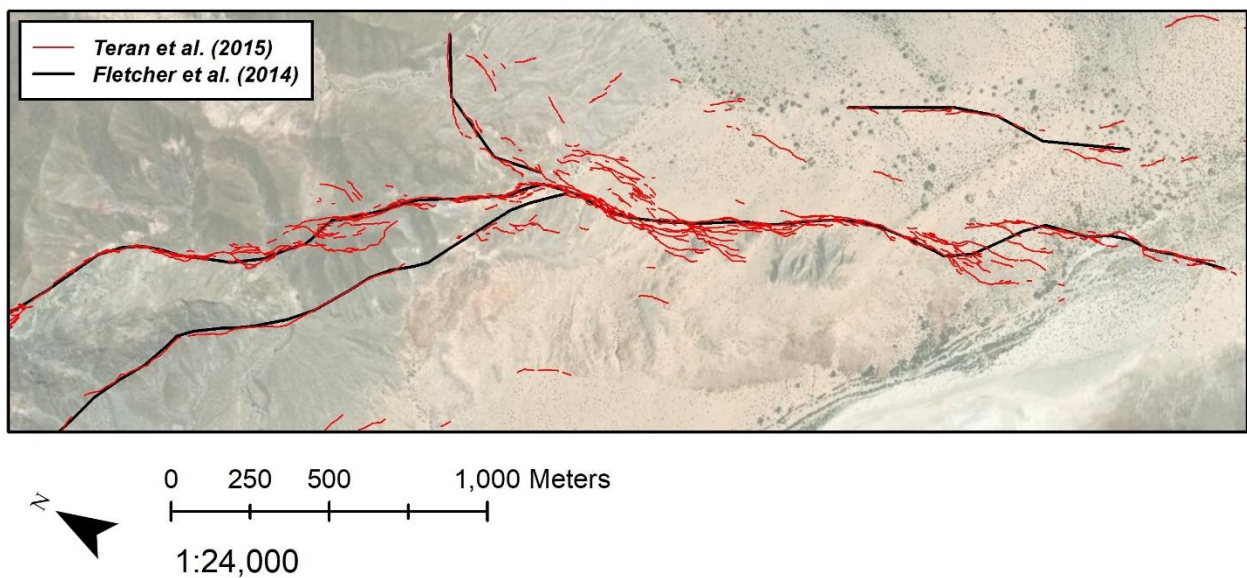 Teran et al. (2015)
Fletcher et al. (2014)
0 250 500 1,000 Meters
N
1:24,000